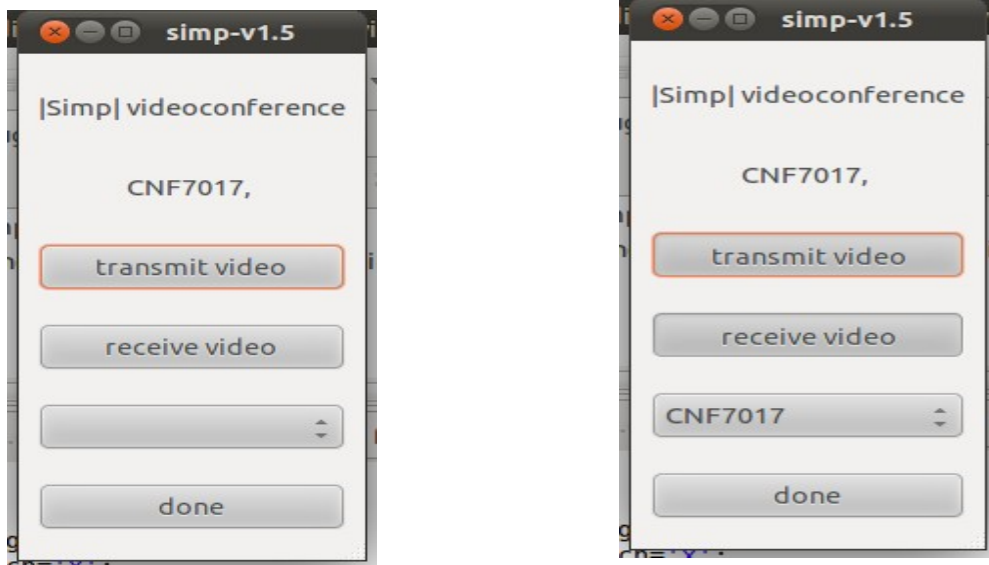 simp-v1.5
|Simp| videoconference
CNF7017,
transmit video
receive video
done
simp-v1.5
|Simp| videoconference
CNF7017,
transmit video
receive video
CNF7017
done